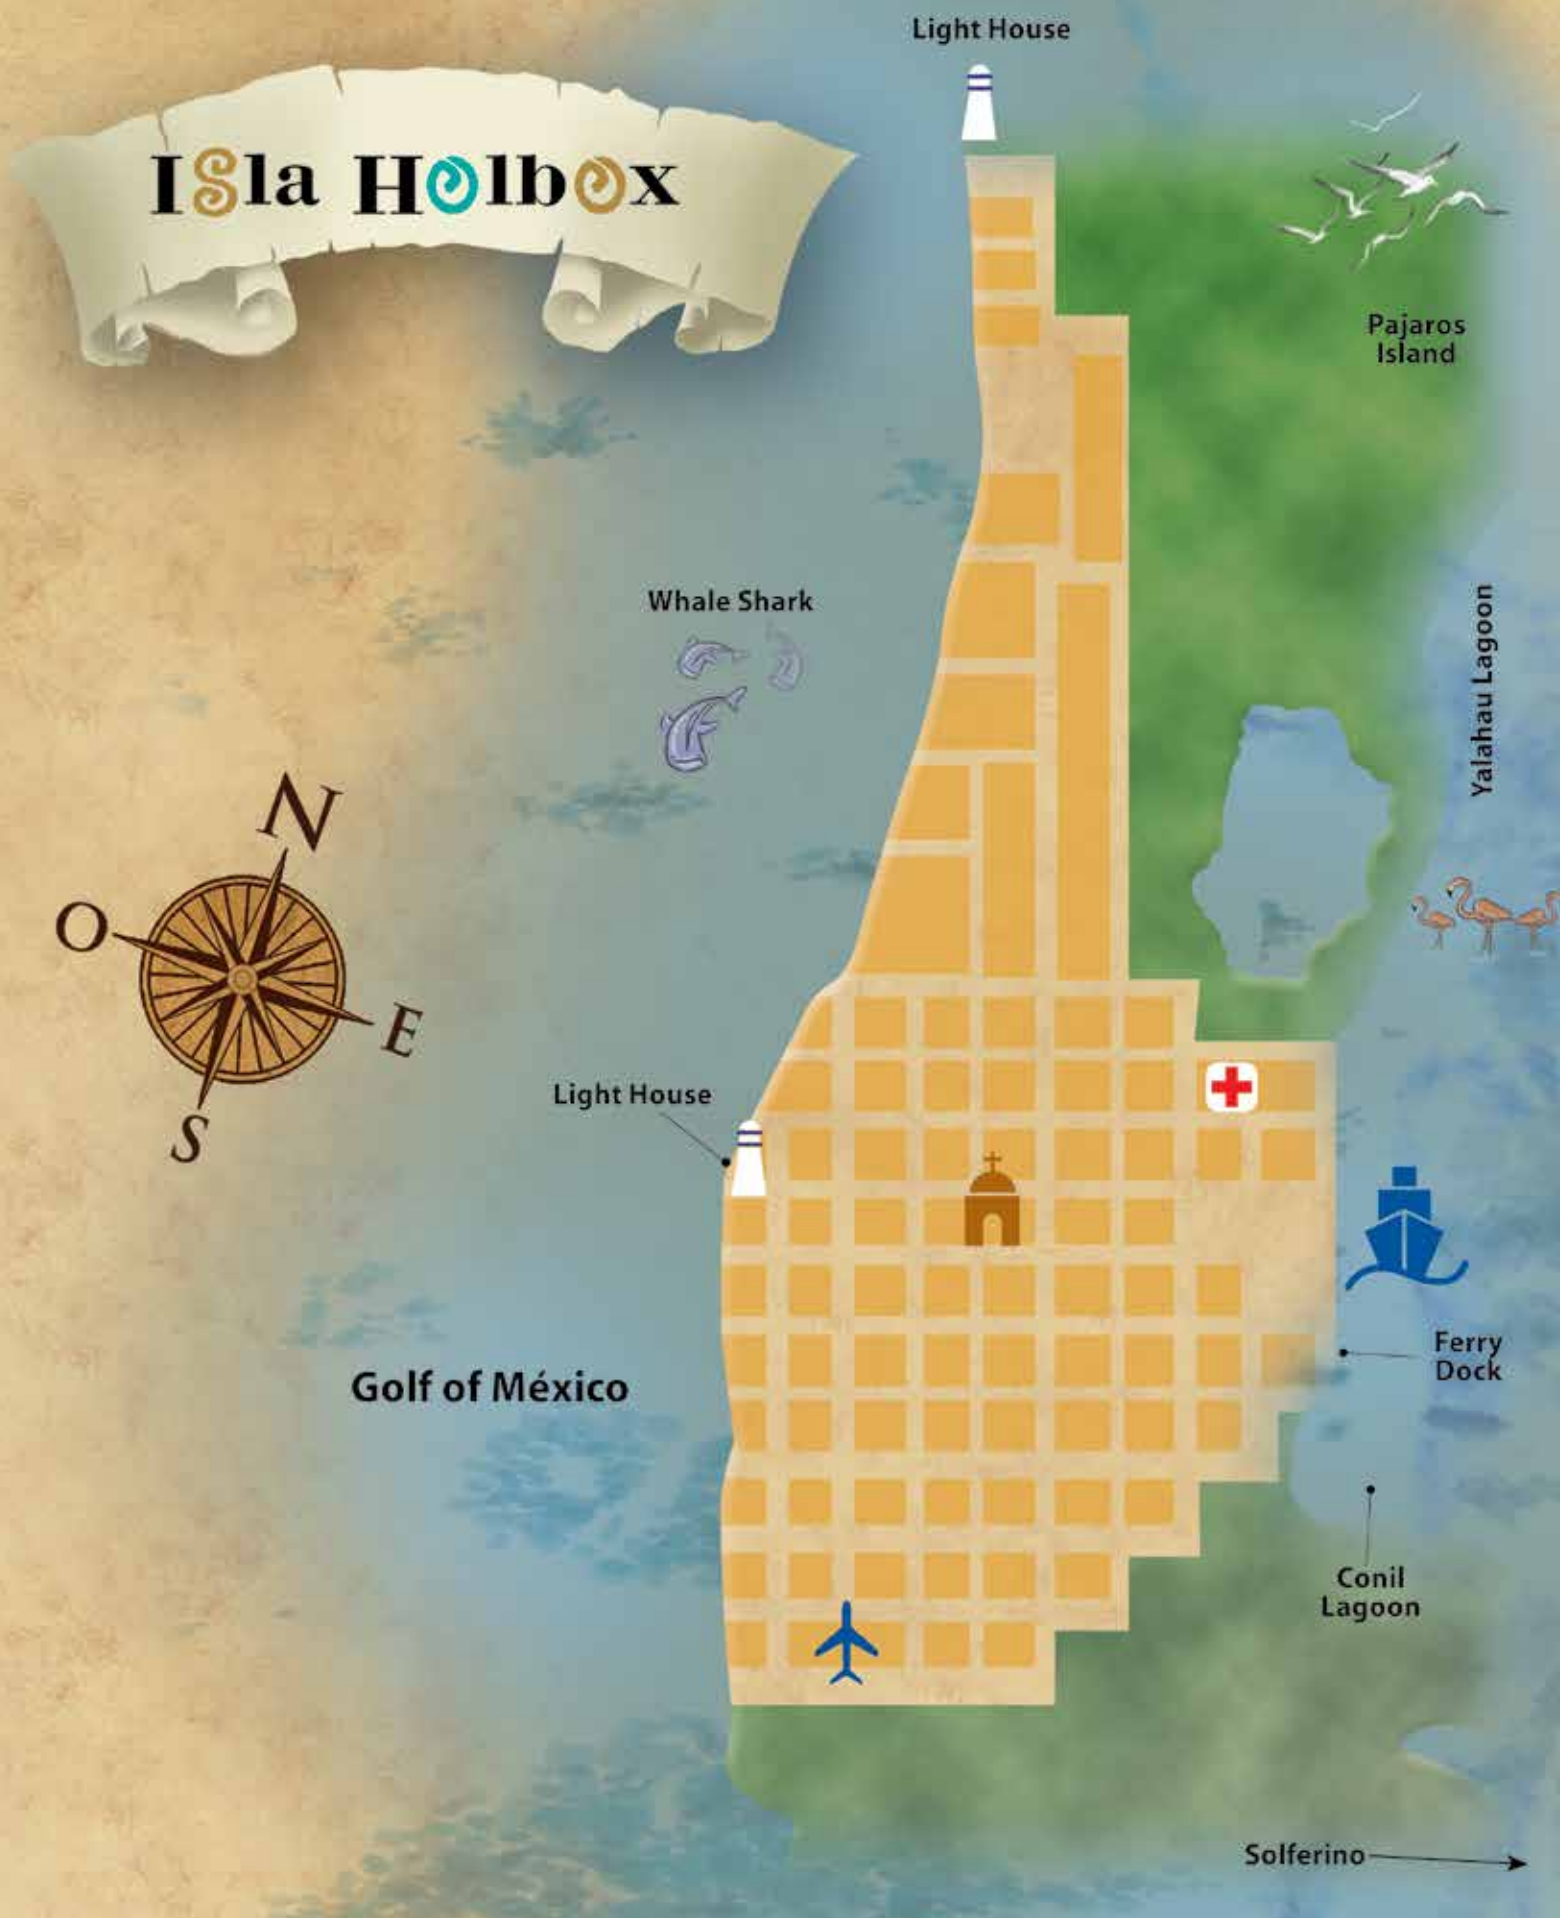 Light House
Isla Holbox
Pajaros
Island
Whale Shark
Yalahau Lagoon
N
O
E
S
Light House
Golf of México
Ferry
Dock
Conil
Lagoon
Solferino